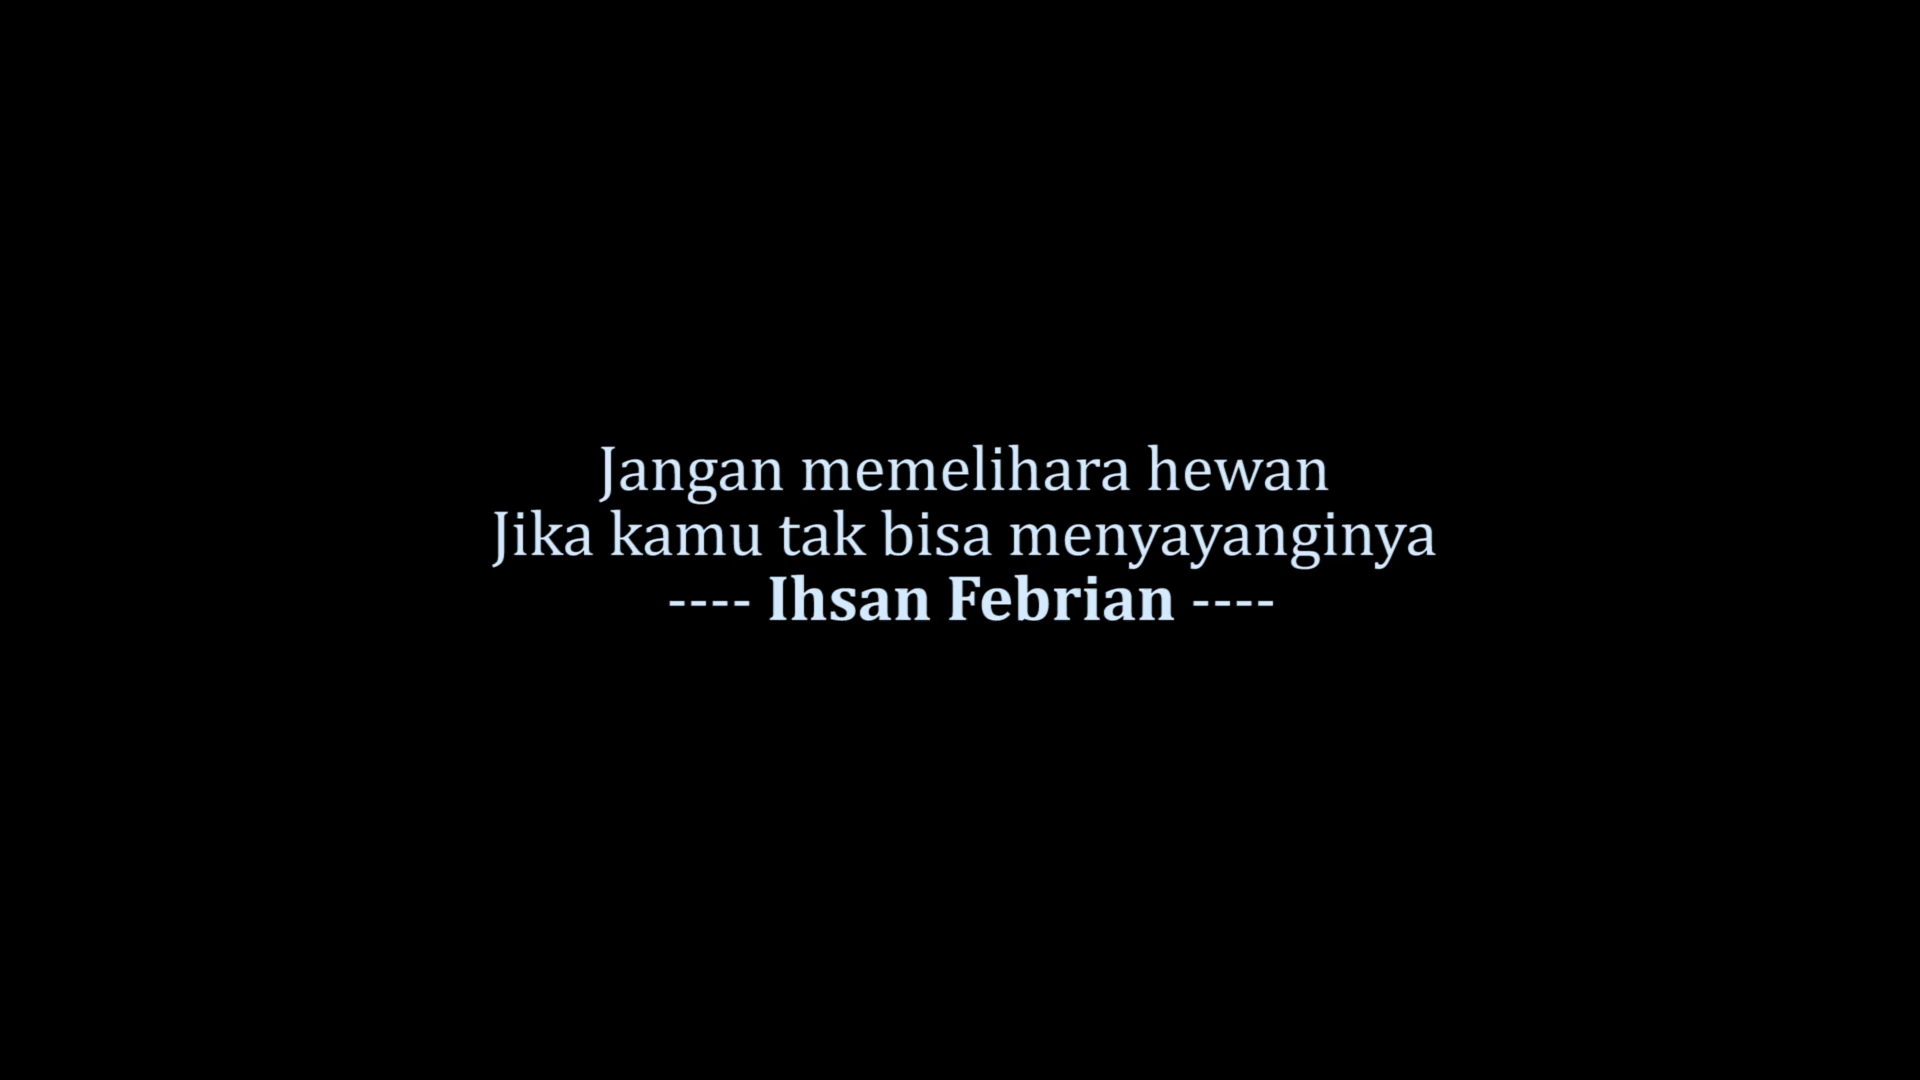 Jangan memelihara hewan
Jika kamu tak bisa menyayanginya
---- Ihsan Febrian ----